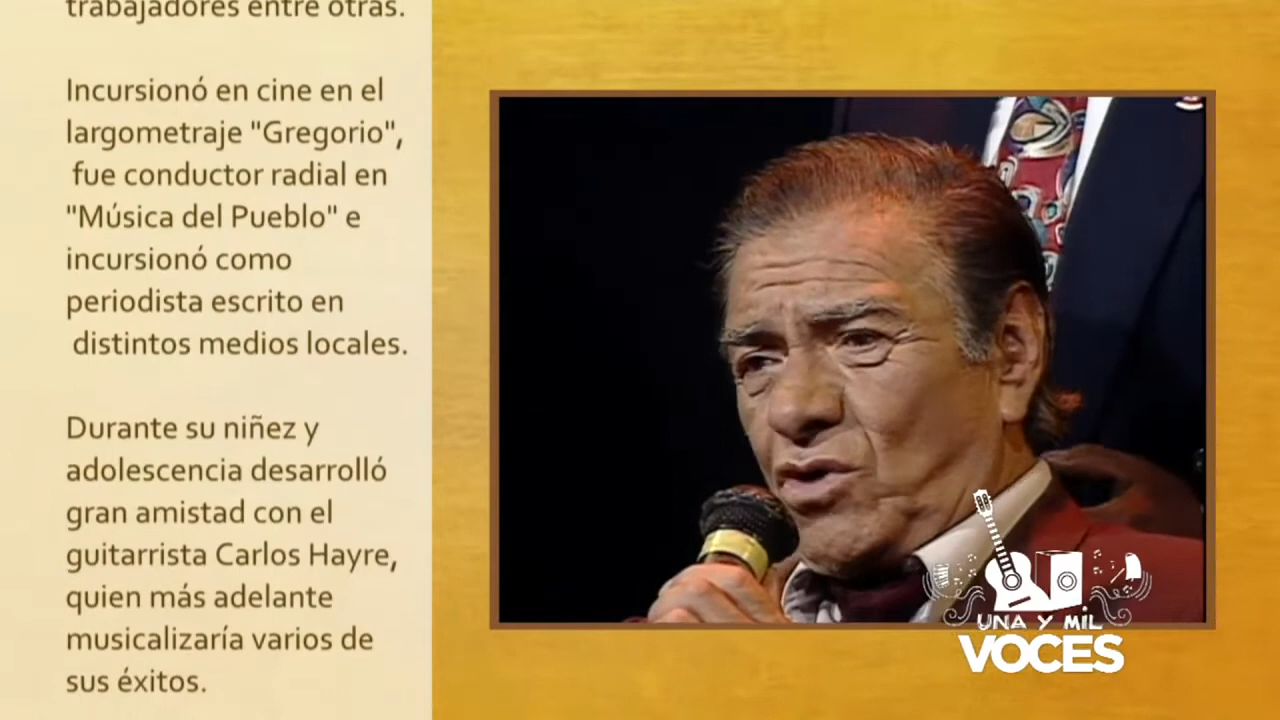 trabajadores entre otras.
Incursionó en cine en el
largometraje "Gregorio",
fue conductor radial en
"Música del Pueblo" e
incursionó como
periodista escrito en
distintos medios locales.
Durante su niñez y
adolescencia desarrolló
gran amistad con el
guitarrista Carlos Hayre,
quien más adelante
musicalizaría varios de
sus éxitos.
UNA Y MIL
VOCES